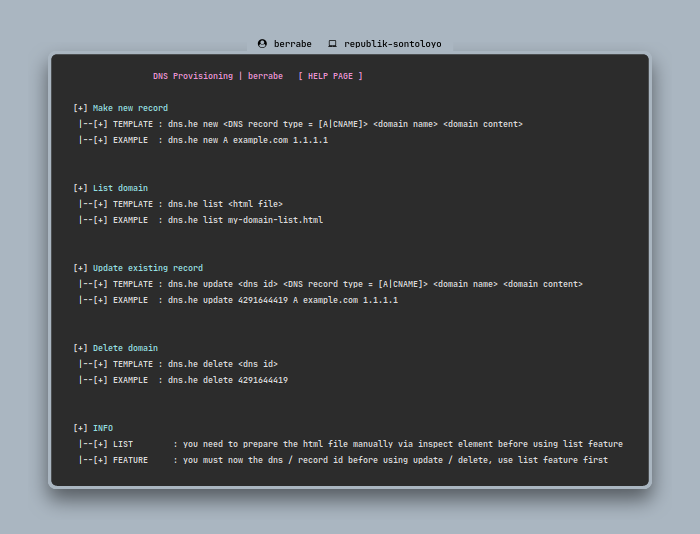 berrabe republik-sontoloyo
DNS Provisioning | berrabe [ HELP PAGE ]
[+] Make new record
|--[+] TEMPLATE : dns.he new <DNS record type = [A|CNAME]> <domain name> <domain content>
|--[+] EXAMPLE : dns.he new A example.com 1.1.1.1
[+] List domain
|--[+] TEMPLATE : dns.he list <html file>
|--[+] EXAMPLE : dns.he list my-domain-list.html
[+] Update existing record
|--[+] TEMPLATE : dns.he update <dns id> <DNS record type = [A|CNAME]> <domain name> <domain content>
|--[+] EXAMPLE : dns.he update 4291644419 A example.com 1.1.1.1
[+] Delete domain
|--[+] TEMPLATE : dns.he delete <dns id>
|--[+] EXAMPLE : dns.he delete 4291644419
[+] INFO
|--[+] LIST : you need to prepare the html file manually via inspect element before using list feature
|--[+] FEATURE : you must now the dns / record id before using update / delete, use list feature first